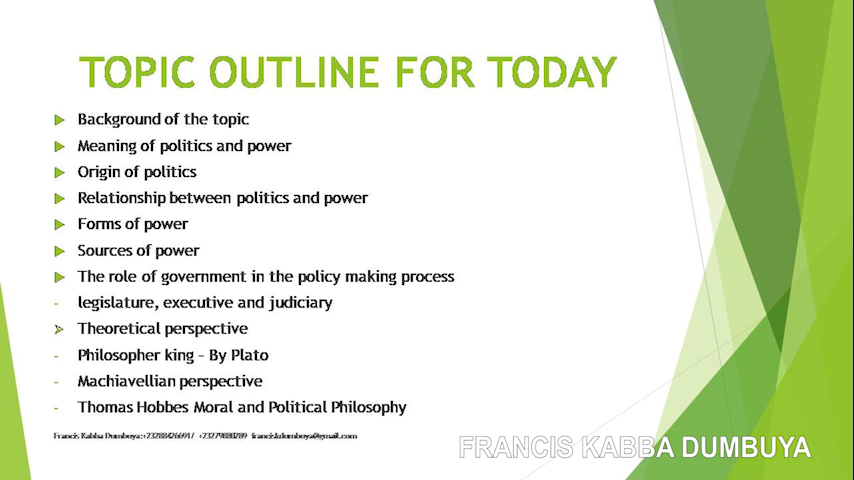 TOPIC OUTLINE FOR TODAY
Background of the topic
Meaning of politics and power
Origin of politics
Relationship between politics and power
Forms of power
Sources of power
The role of government in the policy making process
- legislature, executive and judiciary
Theoretical perspective
- Philosopher king – By Plato
- Machiavellian perspective
- Thomas Hobbes Moral and Political Philosophy
Francis Kabba Dumbuya:
FRANCIS KABBA DUMBUYA